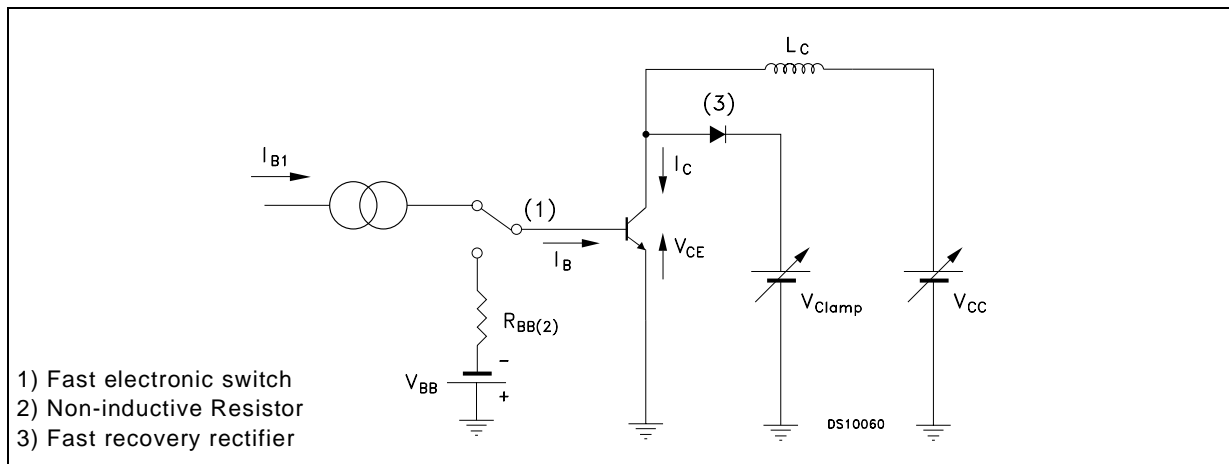 L_C
(3)
I_B1
I_C
(1)
I_B
V_CE
V_Clamp
V_CC
R_BB(2)
-
V_BB
+
1) Fast electronic switch
2) Non-inductive Resistor
3) Fast recovery rectifier
DS10060